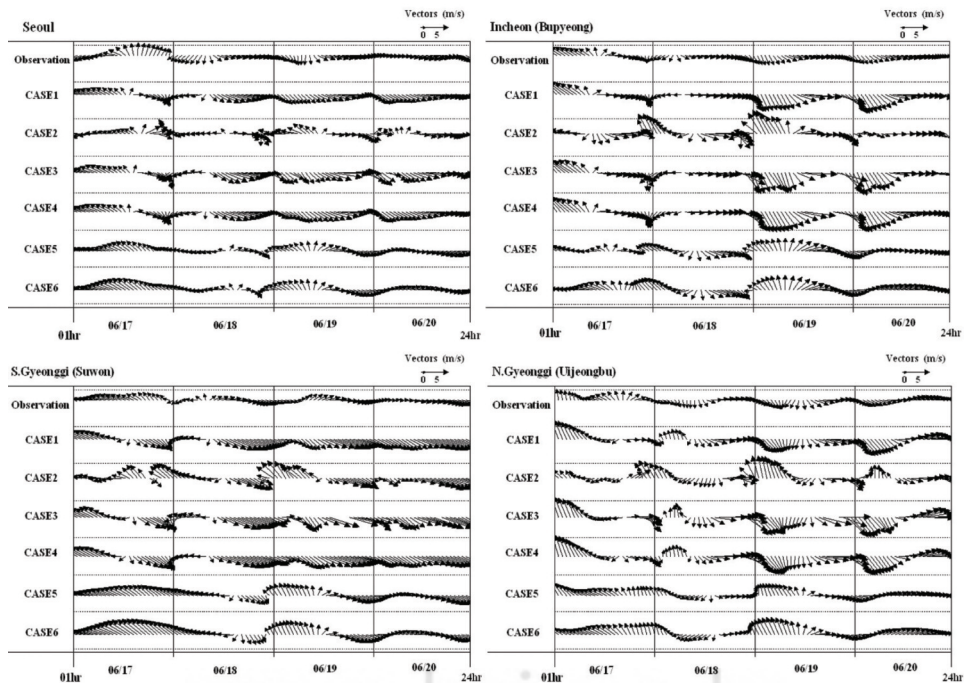 Seoul
Vectors (m/s)
0 5
Observation
CASE1
CASE2
CASE3
CASE4
CASE5
CASE6
01hr
06/17
06/18
06/19
06/20
24hr
Incheon (Bupyeong)
Vectors (m/s)
0 5
Observation
CASE1
CASE2
CASE3
CASE4
CASE5
CASE6
01hr
06/17
06/18
06/19
06/20
24hr
S.Gyeonggi (Suwon)
Vectors (m/s)
0 5
Observation
CASE1
CASE2
CASE3
CASE4
CASE5
CASE6
01hr
06/17
06/18
06/19
06/20
24hr
N.Gyeonggi (Uijeongbu)
Vectors (m/s)
0 5
Observation
CASE1
CASE2
CASE3
CASE4
CASE5
CASE6
01hr
06/17
06/18
06/19
06/20
24hr